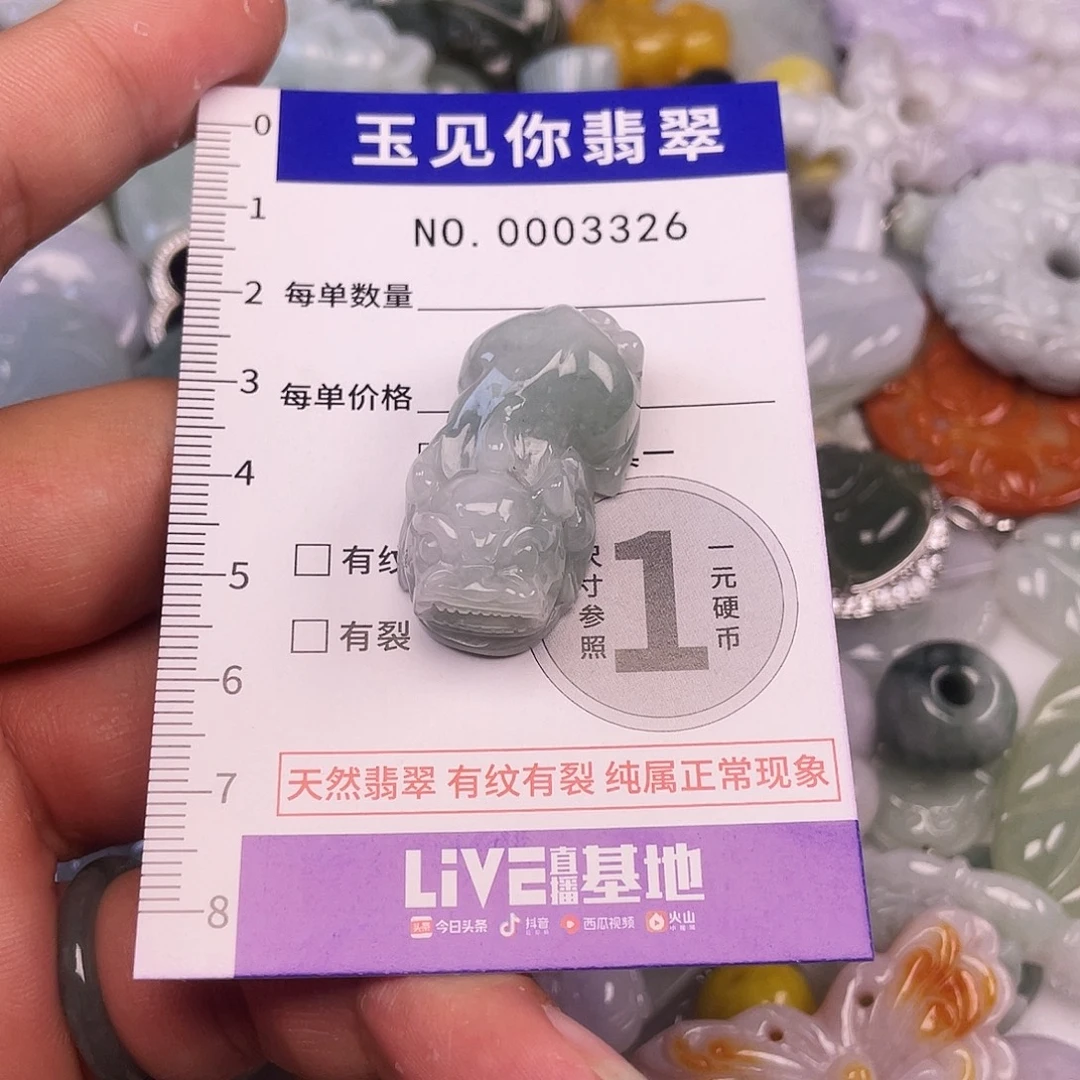 玉见你翡翠
NO. 0003326
每单数量
每单价格
一
有纹
有裂
尺寸参照
1
一元硬币
天然翡翠 有纹有裂 纯属正常现象
LiVE直播基地
头条 今日头条 抖音 西瓜视频 火山
0
1
2
3
4
5
6
7
8